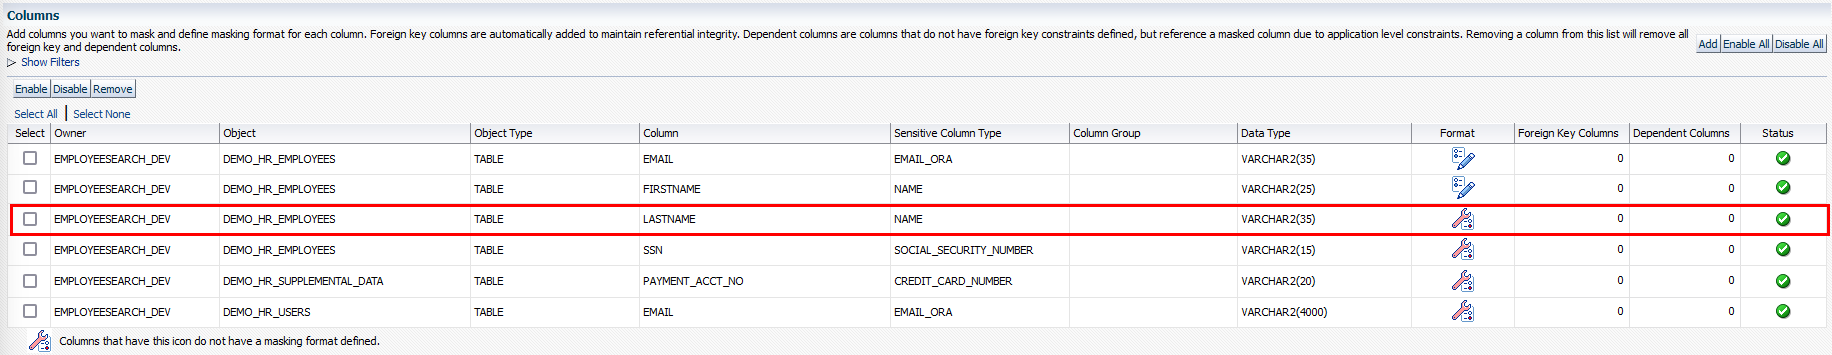 Columns
Add columns you want to mask and define masking format for each column. Foreign key columns are automatically added to maintain referential integrity. Dependent columns are columns that do not have foreign key constraints defined, but reference a masked column due to application level constraints. Removing a column from this list will remove all
foreign key and dependent columns.
Add Enable All Disable All
Show Filters
Enable Disable Remove
Select All Select None
Select Owner Object Object Type Column Sensitive Column Type Column Group Data Type Format Foreign Key Columns Dependent Columns Status
EMPLOYEESEARCH_DEV DEMO_HR_EMPLOYEES TABLE EMAIL EMAIL_ORA VARCHAR2(35) 0 0
EMPLOYEESEARCH_DEV DEMO_HR_EMPLOYEES TABLE FIRSTNAME NAME VARCHAR2(25) 0 0
EMPLOYEESEARCH_DEV DEMO_HR_EMPLOYEES TABLE LASTNAME NAME VARCHAR2(35) 0 0
EMPLOYEESEARCH_DEV DEMO_HR_EMPLOYEES TABLE SSN SOCIAL_SECURITY_NUMBER VARCHAR2(15) 0 0
EMPLOYEESEARCH_DEV DEMO_HR_SUPPLEMENTAL_DATA TABLE PAYMENT_ACCT_NO CREDIT_CARD_NUMBER VARCHAR2(20) 0 0
EMPLOYEESEARCH_DEV DEMO_HR_USERS TABLE EMAIL EMAIL_ORA VARCHAR2(4000) 0 0
Columns that have this icon do not have a masking format defined.